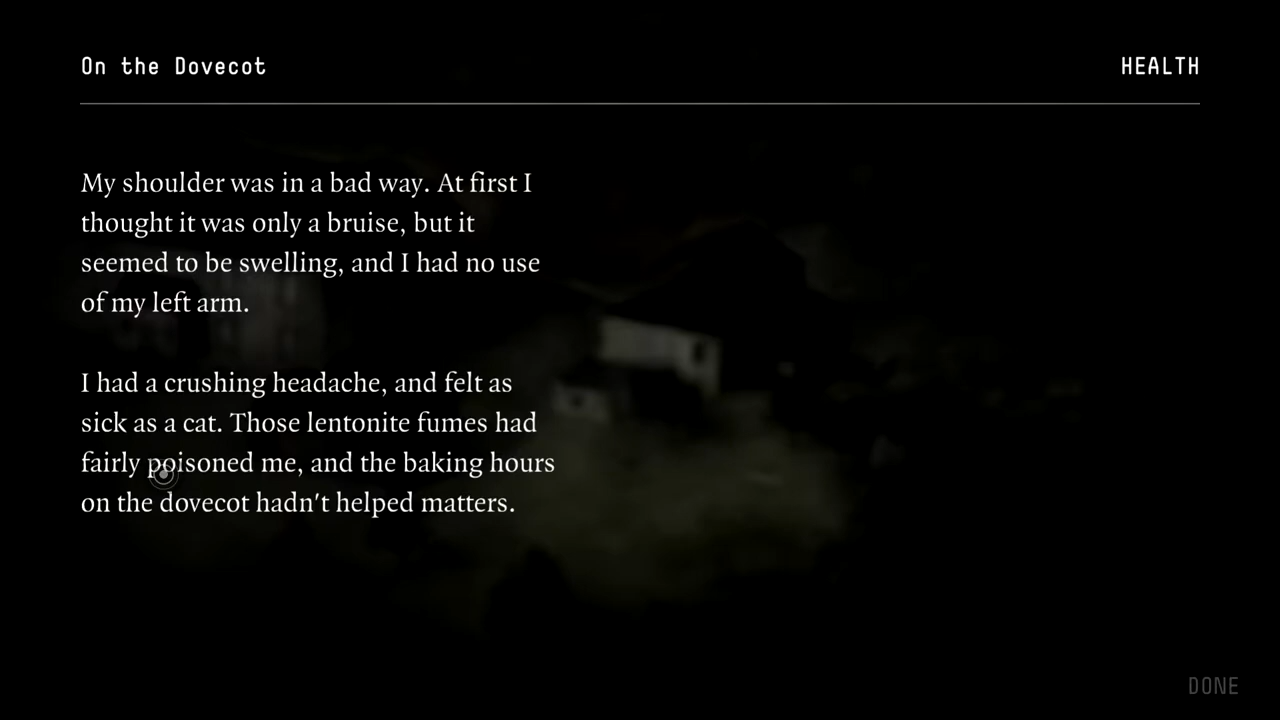 On the Dovecot
HEALTH
My shoulder was in a bad way. At first I
thought it was only a bruise, but it
seemed to be swelling, and I had no use
of my left arm.
I had a crushing headache, and felt as
sick as a cat. Those lentonite fumes had
fairly poisoned me, and the baking hours
on the dovecot hadn't helped matters.
DONE